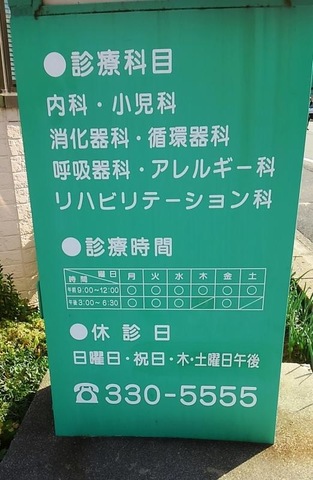 ●診療科目
内科・小児科
消化器科・循環器科
呼吸器科・アレルギー科
リハビリテーション科
●診療時間
時間 曜日 月 火 水 木 金 土
午前9:00~12:00 ○ ○ ○ ○ ○ ○
午後3:00~6:30 ○ ○ ○ / ○ /
●休診日
日曜日・祝日・木・土曜日午後
☎330-5555